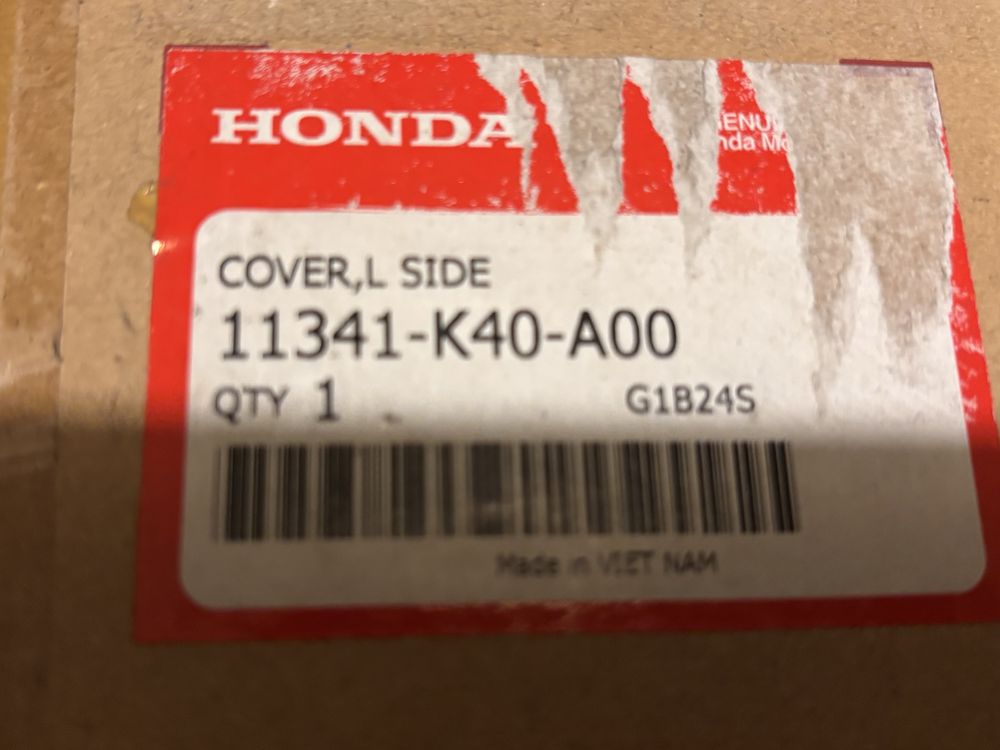 HONDA
COVER,L SIDE
11341-K40-A00
QTY 1 G1B24S
Made in VIET NAM